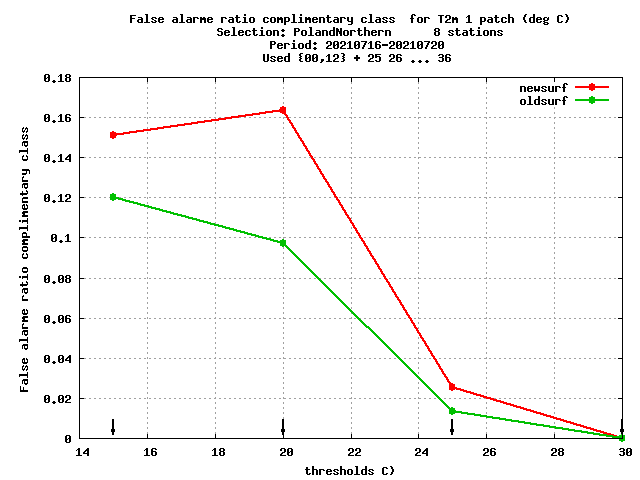 False alarme ratio complimentary class  for T2m 1 patch (deg C)
Selection: PolandNorthern      8 stations
Period: 20210716-20210720
Used {00,12} + 25 26 ... 36
newsurf
oldsurf
False alarme ratio complimentary class
0.18
0.16
0.14
0.12
0.1
0.08
0.06
0.04
0.02
0
14 16 18 20 22 24 26 28 30
thresholds C)